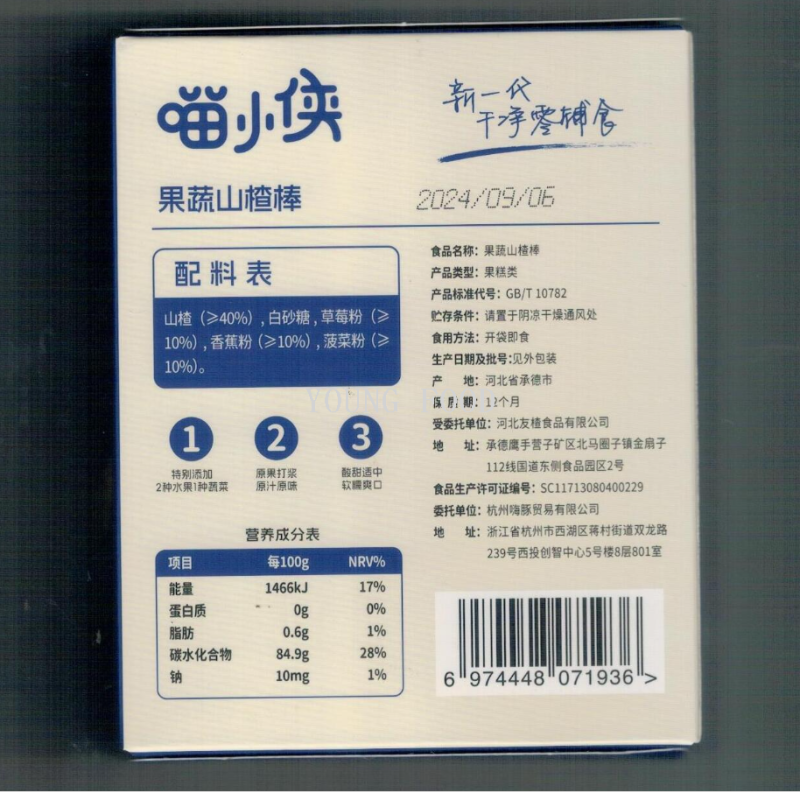 喵小侠
新一代
干净零辅食
果蔬山楂棒
2024/09/06
配料表
山楂（≥40%）,白砂糖,草莓粉（≥
10%）,香蕉粉（≥10%）,菠菜粉（≥
10%）。
1 2 3
特别添加 原果打浆 酸甜适中
2种水果1种蔬菜 原汁原味 软糯爽口
营养成分表
项目 每100g NRV%
能量 1466kJ 17%
蛋白质 0g 0%
脂肪 0.6g 1%
碳水化合物 84.9g 28%
钠 10mg 1%
食品名称：果蔬山楂棒
产品类型：果糕类
产品标准代号：GB/T 10782
贮存条件：请置于阴凉干燥通风处
食用方法：开袋即食
生产日期及批号:见外包装
产 地：河北省承德市
保质期：12个月
受委托单位：河北友楂食品有限公司
地 址：承德鹰手营子矿区北马圈子镇金扇子
112线国道东侧食品园区2号
食品生产许可证编号：SC11713080400229
委托单位：杭州嗨豚贸易有限公司
地 址：浙江省杭州市西湖区蒋村街道双龙路
239号西投创智中心5号楼8层801室
6 974448 071936 >
YOUNG